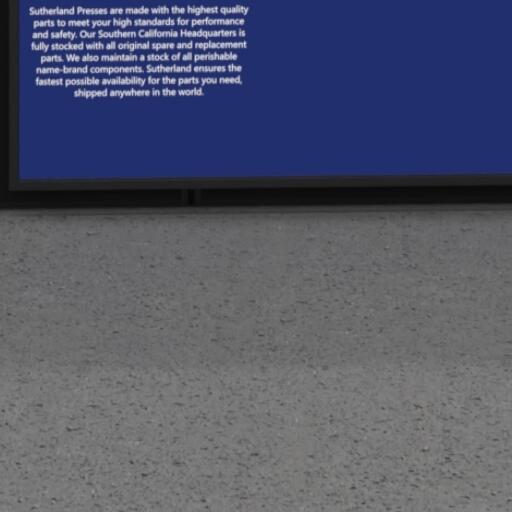 Sutherland Presses are made with the highest quality
parts to meet your high standards for performance
and safety. Our Southern California Headquarters is
fully stocked with all original spare and replacement
parts. We also maintain a stock of all perishable
name-brand components. Sutherland ensures the
fastest possible availability for the parts you need,
shipped anywhere in the world.